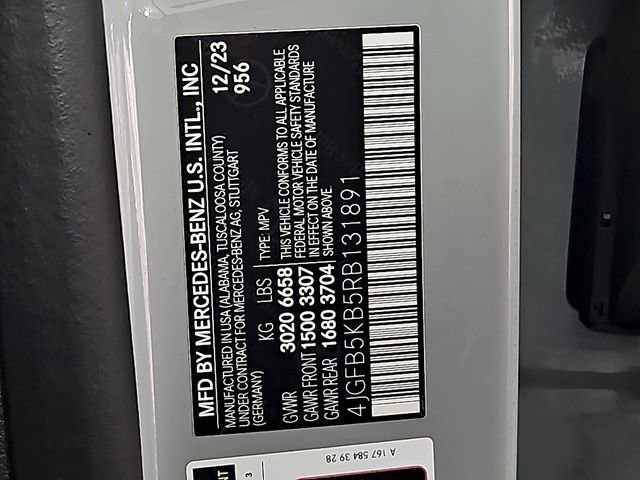 MFD BY MERCEDES-BENZ U.S. INTL., INC
12/23
MANUFACTURED IN USA (ALABAMA, TUSCALOOSA COUNTY)
956
UNDER CONTRACT FOR MERCEDES-BENZ AG, STUTTGART
(GERMANY)
KG LBS TYPE: MPV
GVWR 3020 6658 THIS VEHICLE CONFORMS TO ALL APPLICABLE
GAWR FRONT 1500 3307 FEDERAL MOTOR VEHICLE SAFETY STANDARDS
IN EFFECT ON THE DATE OF MANUFACTURE
GAWR REAR 1680 3704 SHOWN ABOVE.
4JGFB5KB5RB131891
A 167 584 39 28